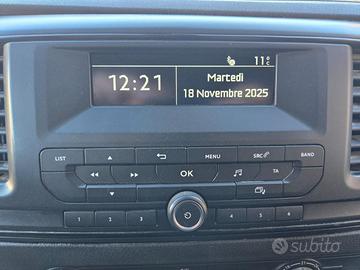 11°C
12:21
Martedì
18 Novembre 2025
LIST
MENU
SRC
BAND
OK
TA
1
2
3
4
5
6
subito